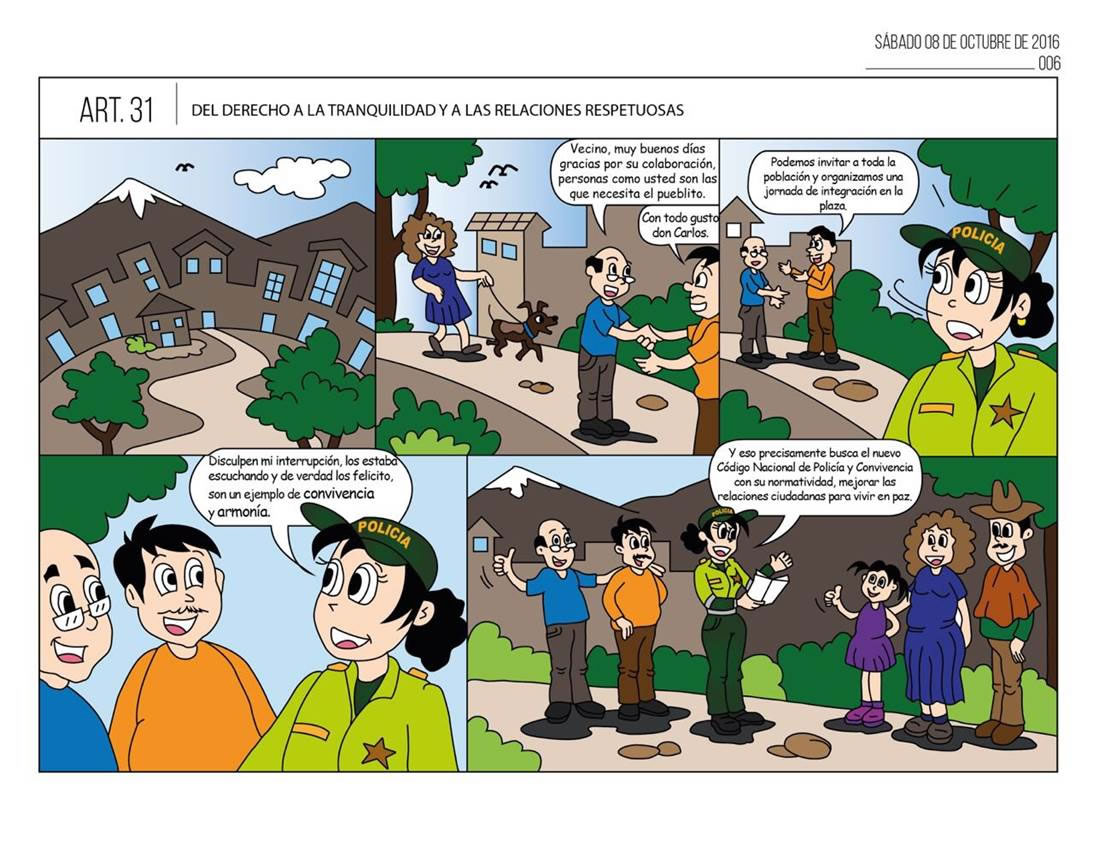 SÁBADO 08 DE OCTUBRE DE 2016
006
ART. 31
DEL DERECHO A LA TRANQUILIDAD Y A LAS RELACIONES RESPETUOSAS
Vecino, muy buenos días
gracias por su colaboración,
personas como usted son las
que necesita el pueblito.
Con todo gusto
don Carlos.
Podemos invitar a toda la
población y organizamos una
jornada de integración en la
plaza.
POLICIA
Disculpen mi interrupción, los estaba
escuchando y de verdad los felicito,
son un ejemplo de convivencia
y armonía.
POLICIA
Y eso precisamente busca el nuevo
Código Nacional de Policía y Convivencia
con su normatividad, mejorar las
relaciones ciudadanas para vivir en paz.
POLICIA